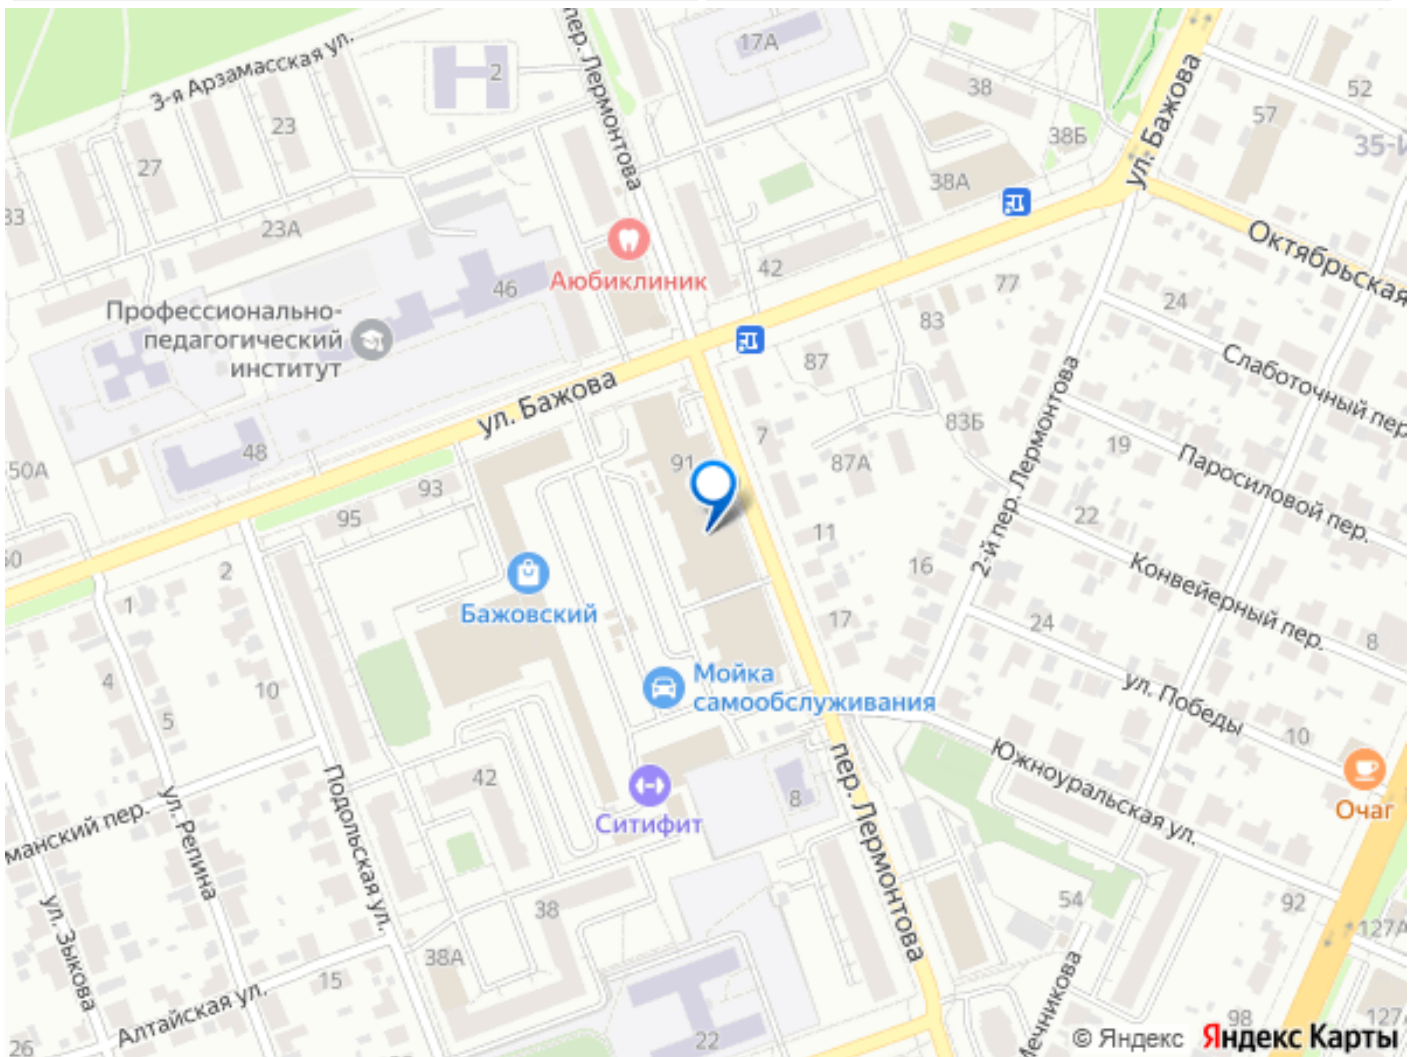 пер. Лермонтова
17А
3-я Арзамасская ул.
2
38
52
57
23
27
38Б
35-Й
ул. Бажова
38А
33
23А
Аюбиклиник
42
Октябрьская
46
77
24
Профессионально-
педагогический
институт
83
Слаботочный пер.
87
ул. Бажова
83Б
19
2-й пер. Лермонтова
Паросиловой пер.
7
48
50А
91
87А
93
95
22
11
Конвейерный пер.
16
50
2
1
Бажовский
17
24
8
4
10
5
Мойка
самообслуживания
ул. Победы
10
Южноуральская ул.
пер. Лермонтова
Очаг
42
8
Ситифит
манский пер.
ул. Репина
Подольская ул.
38
54
92
127А
ул. Зыкова
38А
15
Алтайская ул.
Мечникова
98
127
22
26
© Яндекс Яндекс Карты